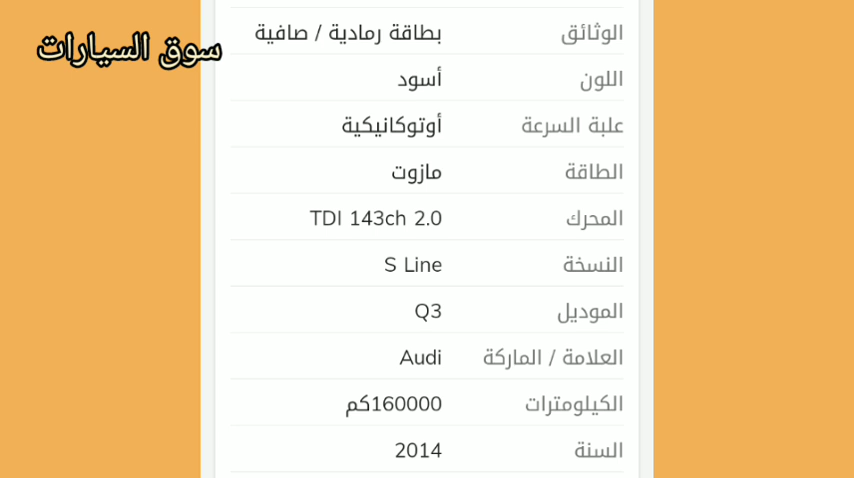 سوق السيارات
الوثائق بطاقة رمادية / صافية
اللون أسود
علبة السرعة أوتوكانيكية
الطاقة مازوت
المحرك TDI 143ch 2.0
النسخة S Line
الموديل Q3
العلامة / الماركة Audi
الكيلومترات 160000كم
السنة 2014